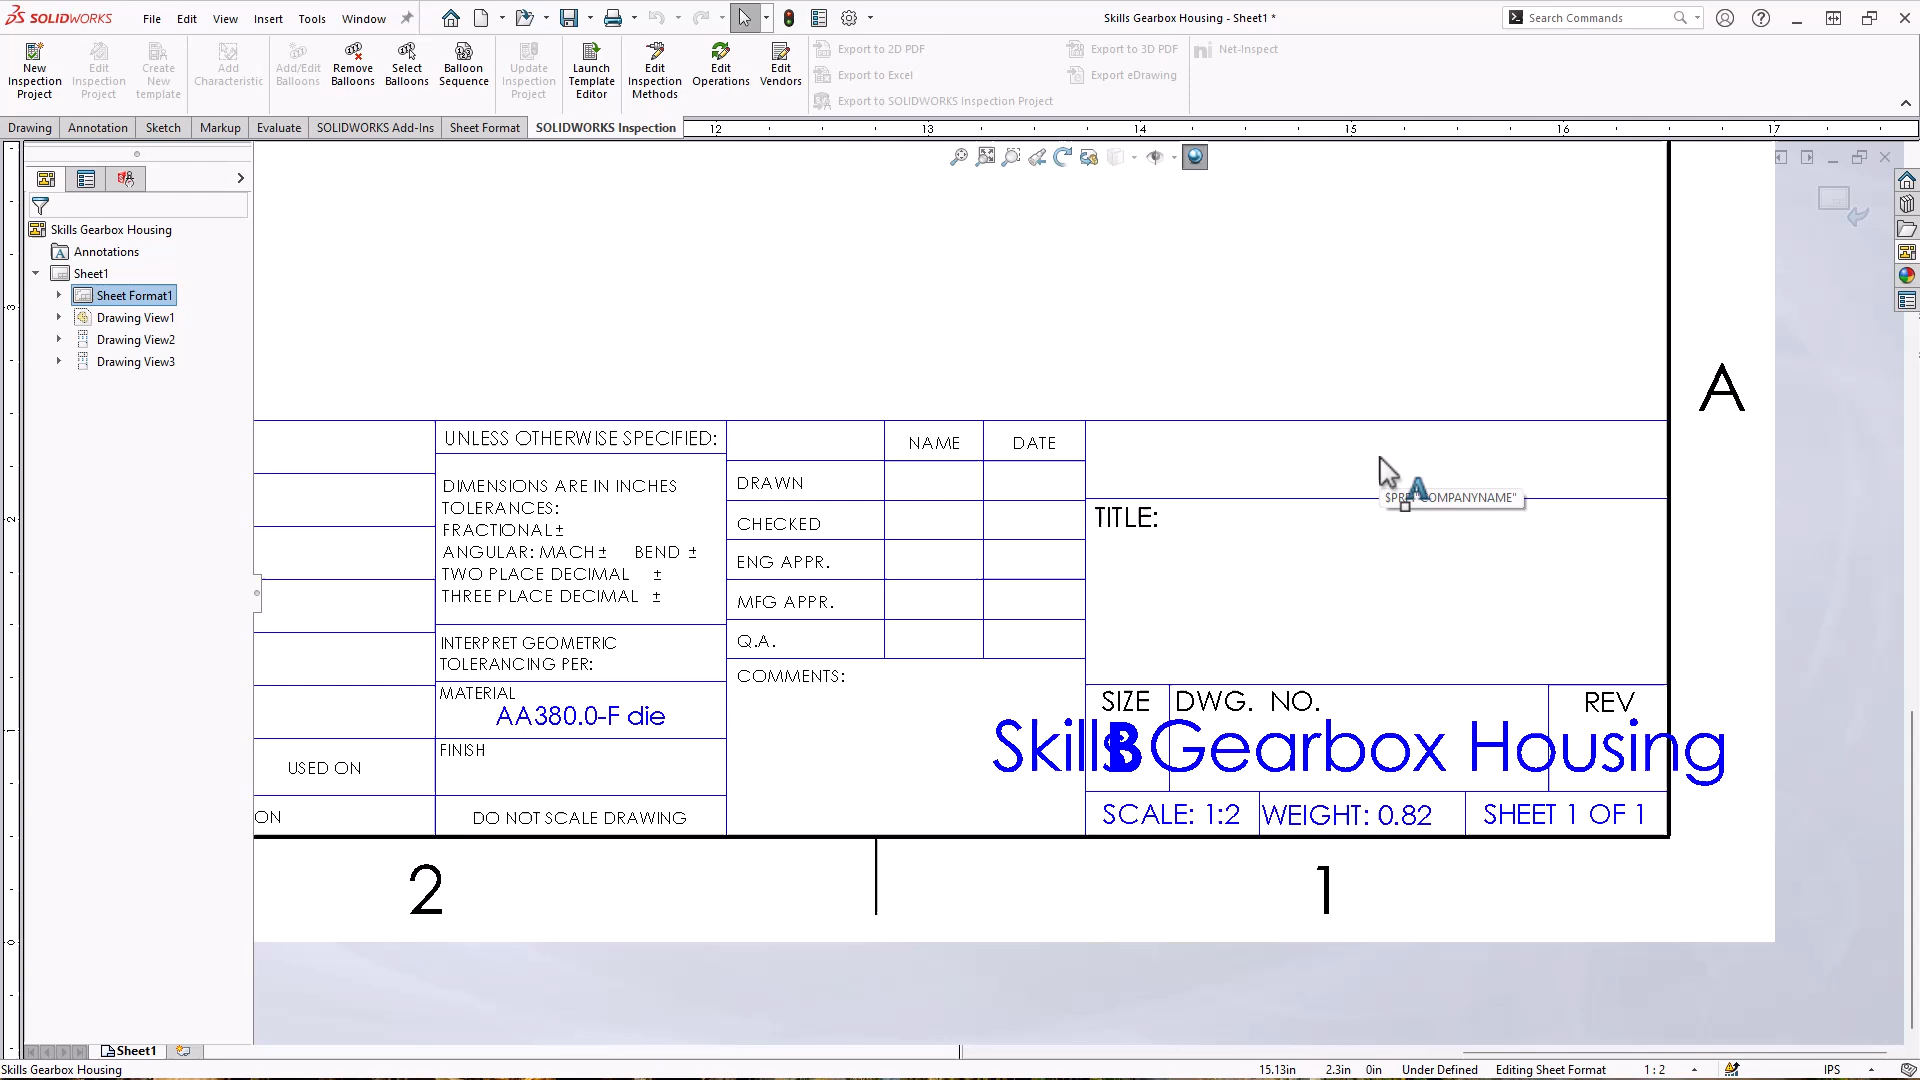 SOLIDWORKS
File Edit View Insert Tools Window
Skills Gearbox Housing - Sheet1 *
Search Commands
New Inspection Project
Edit Inspection Project
Create New template
Add Characteristic
Add/Edit Balloons
Remove Balloons
Select Balloons
Balloon Sequence
Update Inspection Project
Launch Template Editor
Edit Inspection Methods
Edit Operations
Edit Vendors
Export to 2D PDF
Export to Excel
Export to SOLIDWORKS Inspection Project
Export to 3D PDF
Export eDrawing
Net-Inspect
Drawing Annotation Sketch Markup Evaluate SOLIDWORKS Add-Ins Sheet Format SOLIDWORKS Inspection
12 13 14 15 16 17
Skills Gearbox Housing
Annotations
Sheet1
Sheet Format1
Drawing View1
Drawing View2
Drawing View3
3
2
1
0
A
UNLESS OTHERWISE SPECIFIED:
DIMENSIONS ARE IN INCHES
TOLERANCES:
FRACTIONAL±
ANGULAR: MACH± BEND ±
TWO PLACE DECIMAL ±
THREE PLACE DECIMAL ±
INTERPRET GEOMETRIC
TOLERANCING PER:
MATERIAL
AA380.0-F die
FINISH
USED ON
ON
DO NOT SCALE DRAWING
NAME DATE
DRAWN
CHECKED
ENG APPR.
MFG APPR.
Q.A.
COMMENTS:
TITLE:
SIZE DWG. NO. REV
B
Skills Gearbox Housing
SCALE: 1:2 WEIGHT: 0.82 SHEET 1 OF 1
2 1
Sheet1
Skills Gearbox Housing
15.13in 2.3in 0in Under Defined Editing Sheet Format 1 : 2 IPS